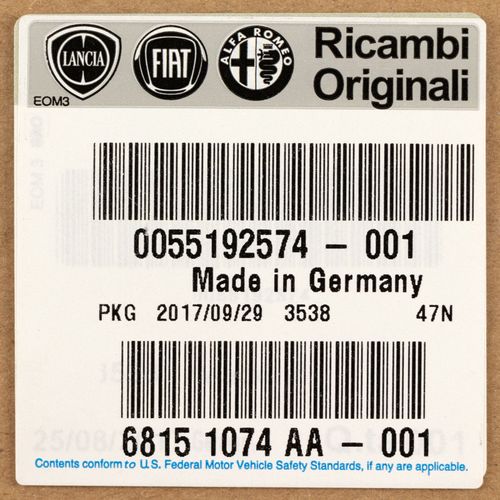 LANCIA
FIAT
ALFA ROMEO
Ricambi
Originali
EOM3
0055192574 - 001
Made in Germany
PKG 2017/09/29 3538 47N
6815 1074 AA - 001
Contents conform to U.S. Federal Motor Vehicle Safety Standards, if any are applicable.